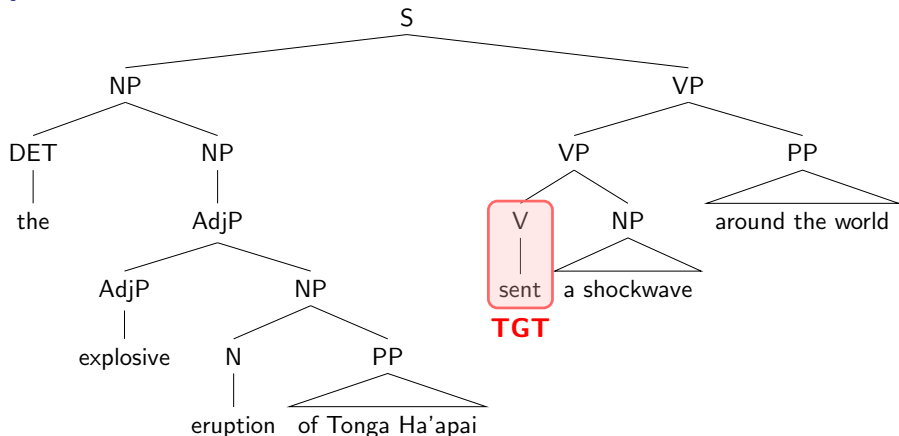 S
NP VP
DET NP VP PP
the AdjP V NP around the world
AdjP NP sent a shockwave
TGT
explosive N PP
eruption of Tonga Ha'apai